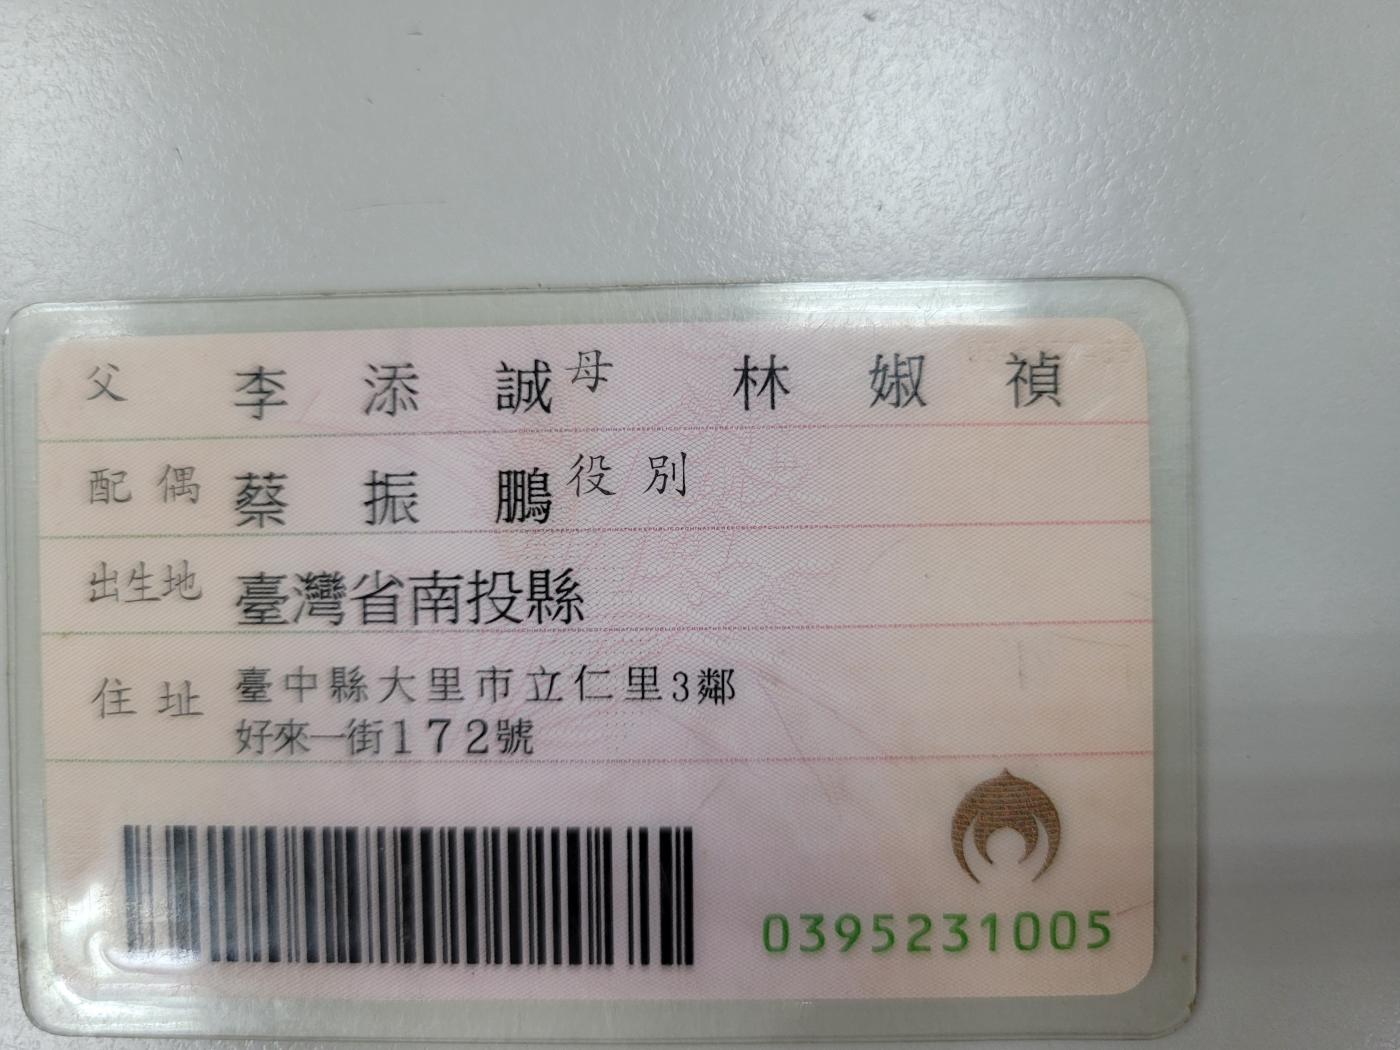 父 李添誠 母 林婌禎
配偶 蔡振鵬 役別
出生地 臺灣省南投縣
住址 臺中縣大里市立仁里3鄰
好來一街172號
0395231005